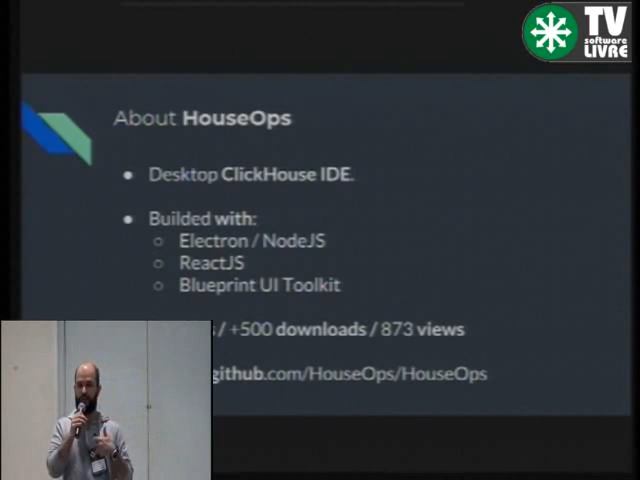 TV
software
LIVRE
About HouseOps
Desktop ClickHouse IDE.
Builded with:
Electron / NodeJS
ReactJS
Blueprint UI Toolkit
/ +500 downloads / 873 views
github.com/HouseOps/HouseOps